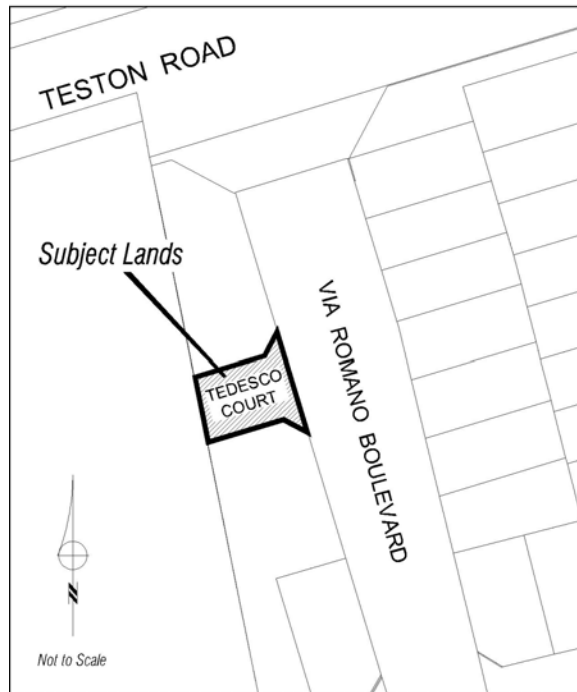 TESTON ROAD
Subject Lands
TEDESCO
COURT
VIA ROMANO BOULEVARD
N
Not to Scale